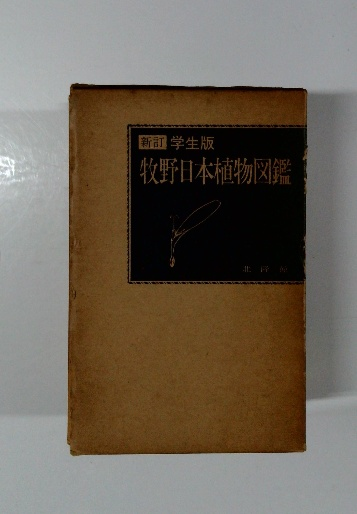 新訂 学生版
牧野日本植物図鑑
北隆館